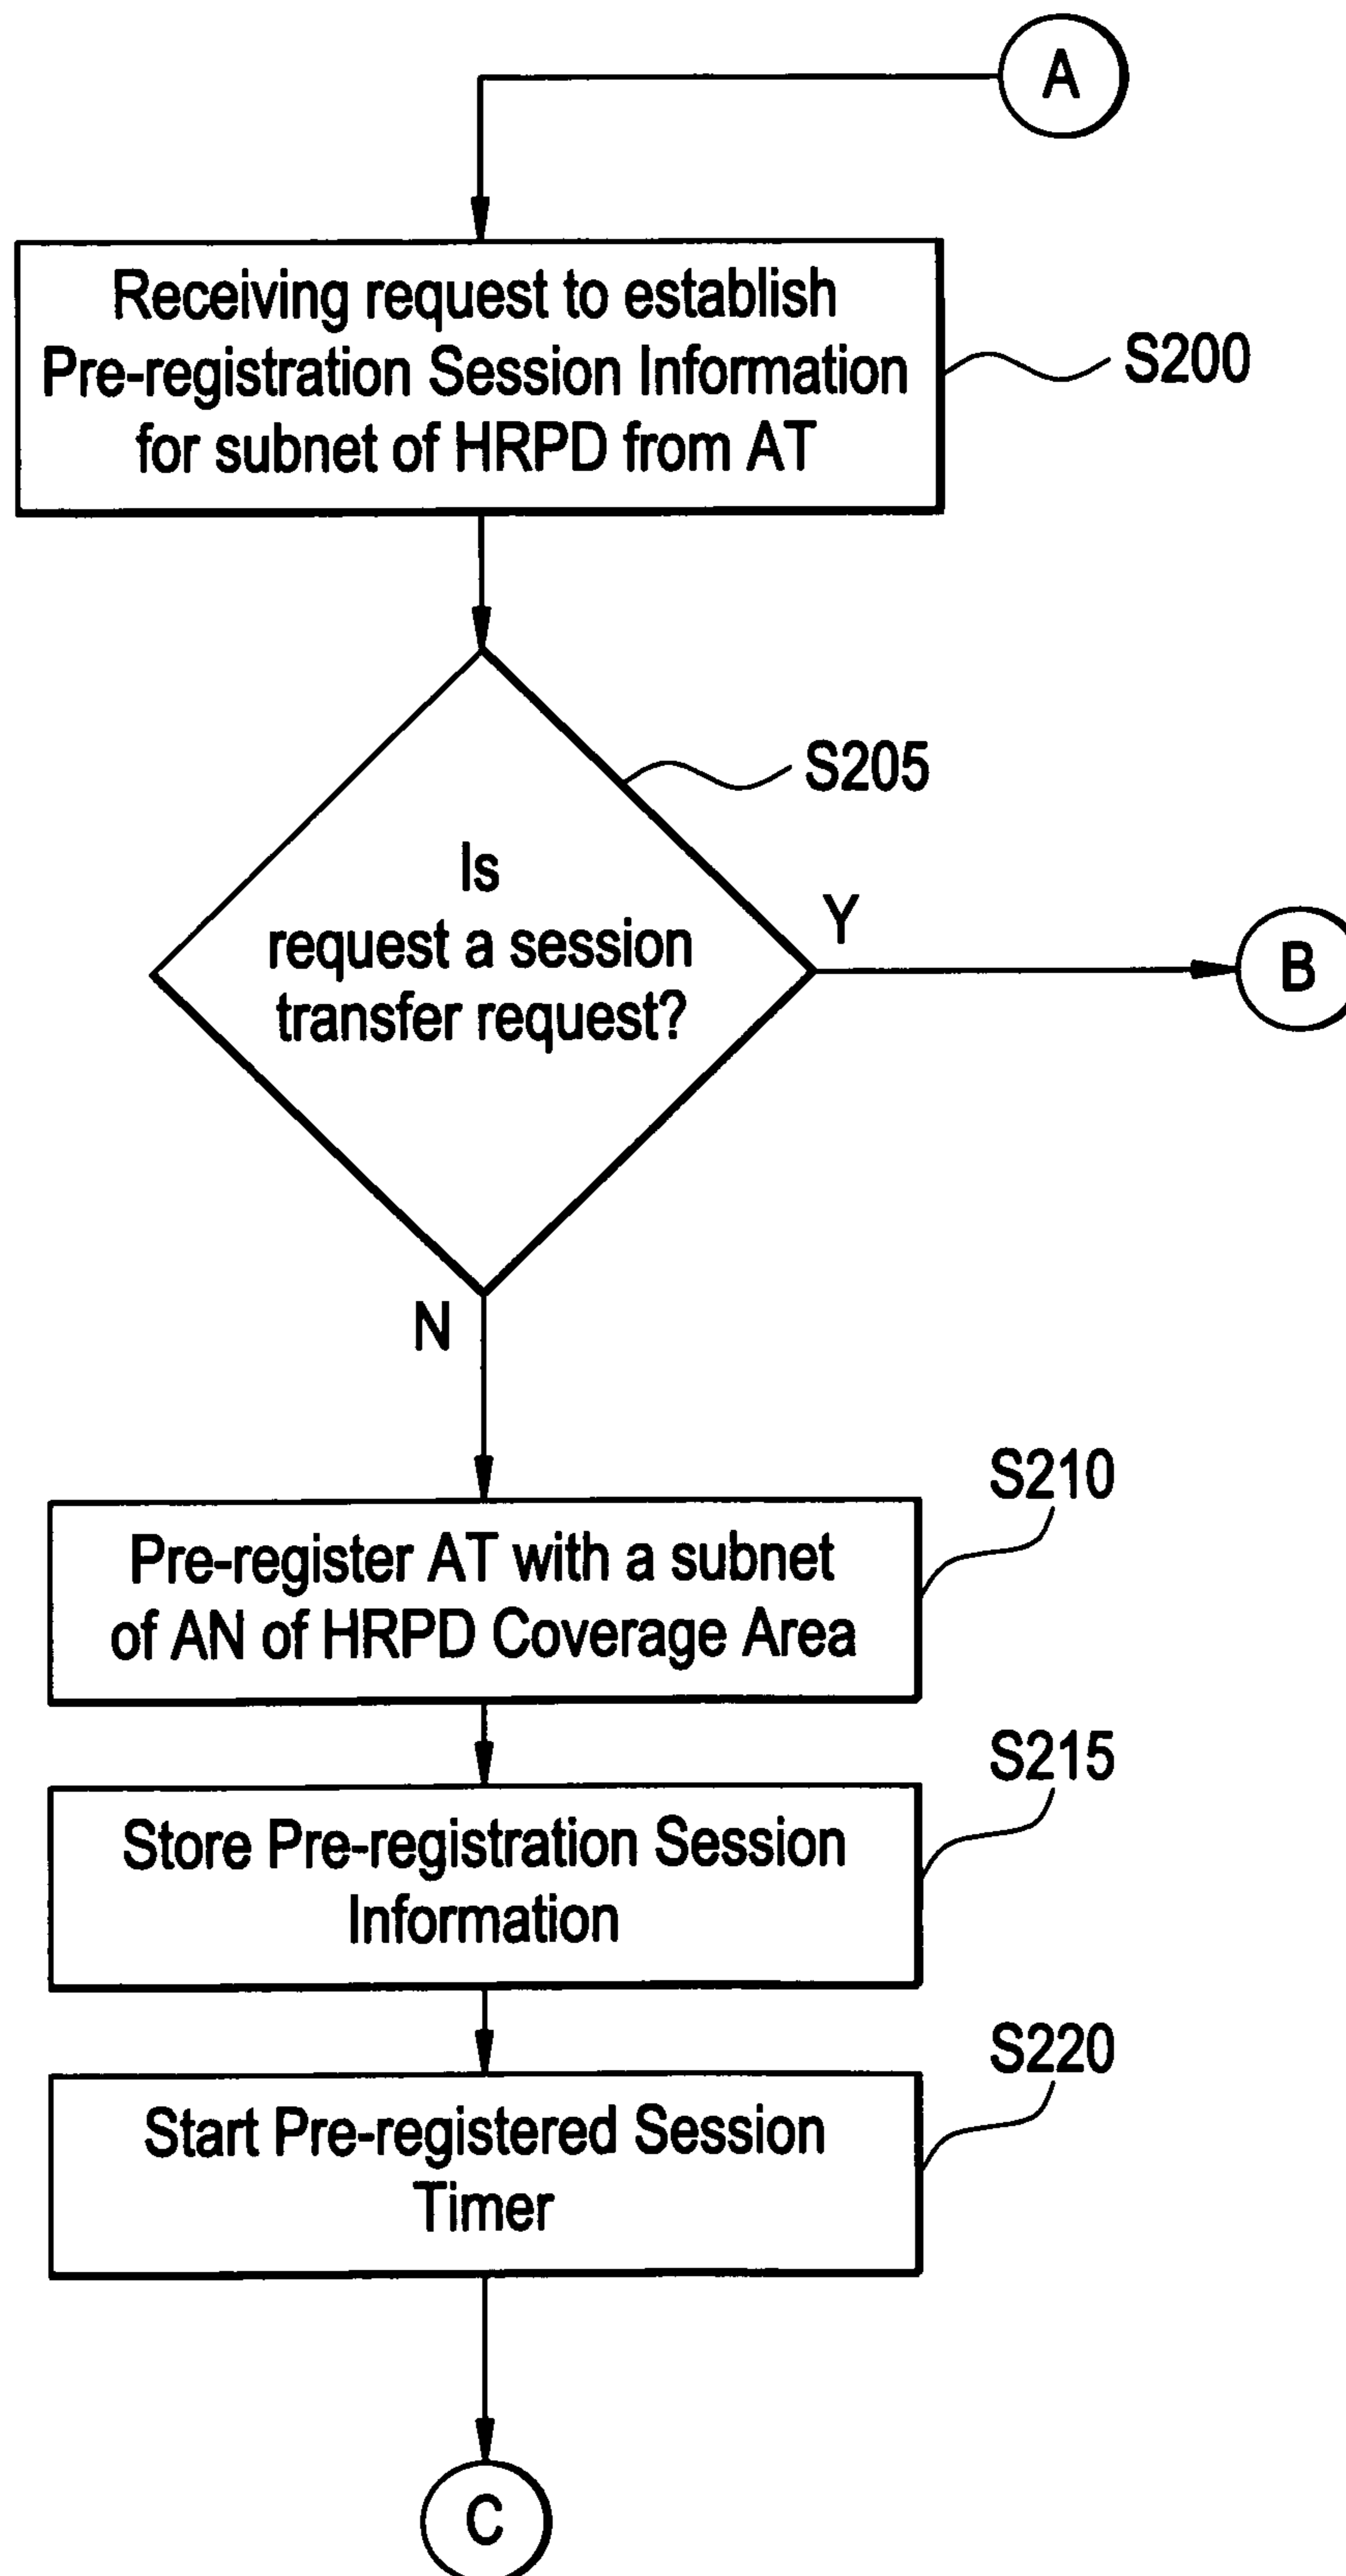 A
Receiving request to establish
Pre-registration Session Information
for subnet of HRPD from AT
S200
S205
Is
request a session
transfer request?
Y
B
N
S210
Pre-register AT with a subnet
of AN of HRPD Coverage Area
S215
Store Pre-registration Session
Information
S220
Start Pre-registered Session
Timer
C